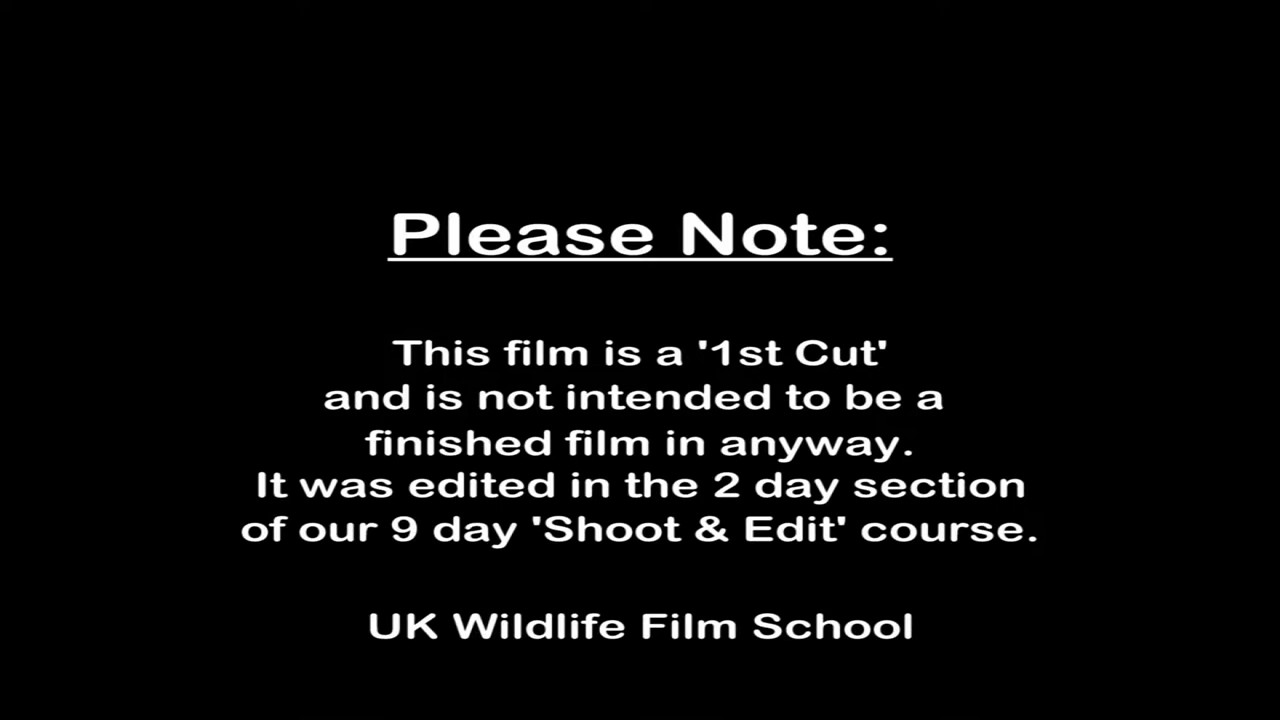 Please Note:
This film is a '1st Cut'
and is not intended to be a
finished film in anyway.
It was edited in the 2 day section
of our 9 day 'Shoot & Edit' course.
UK Wildlife Film School